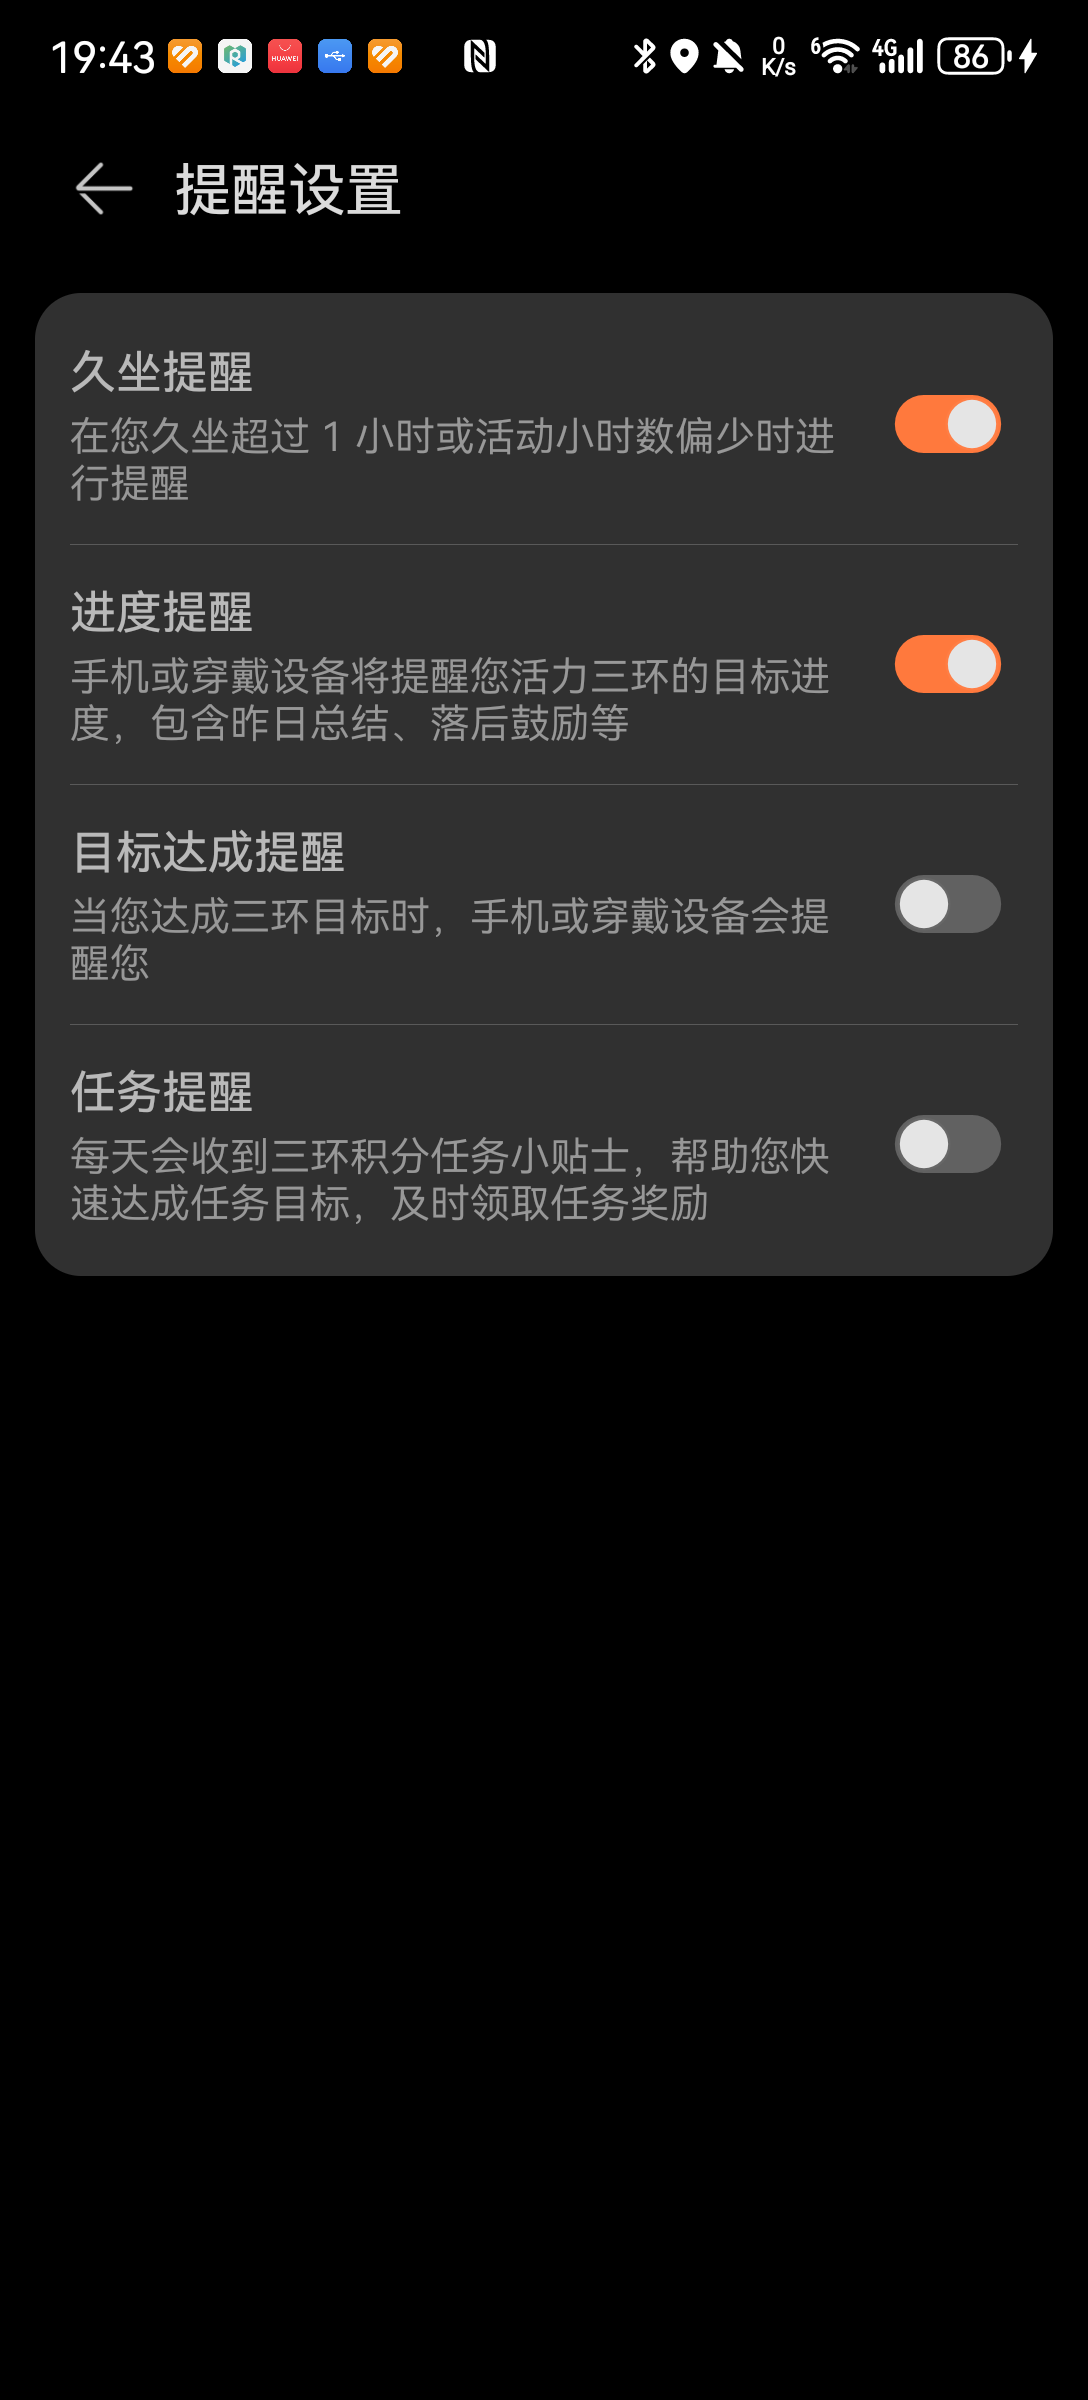 19:43
HUAWEI
0
K/s
6
4G
86
提醒设置
久坐提醒
在您久坐超过 1 小时或活动小时数偏少时进
行提醒
进度提醒
手机或穿戴设备将提醒您活力三环的目标进
度，包含昨日总结、落后鼓励等
目标达成提醒
当您达成三环目标时，手机或穿戴设备会提
醒您
任务提醒
每天会收到三环积分任务小贴士，帮助您快
速达成任务目标，及时领取任务奖励